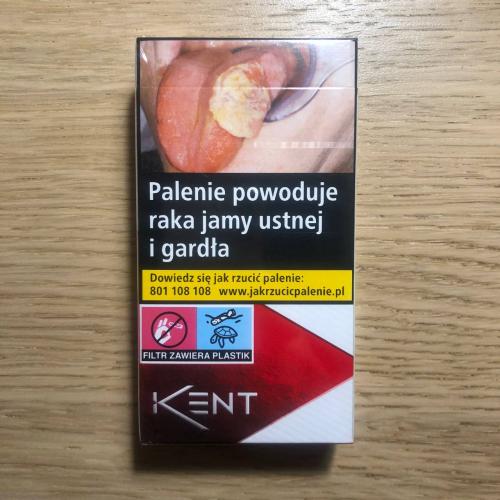 Palenie powoduje
raka jamy ustnej
i gardła
Dowiedz się jak rzucić palenie:
801 108 108 www.jakrzucicpalenie.pl
FILTR ZAWIERA PLASTIK
KENT